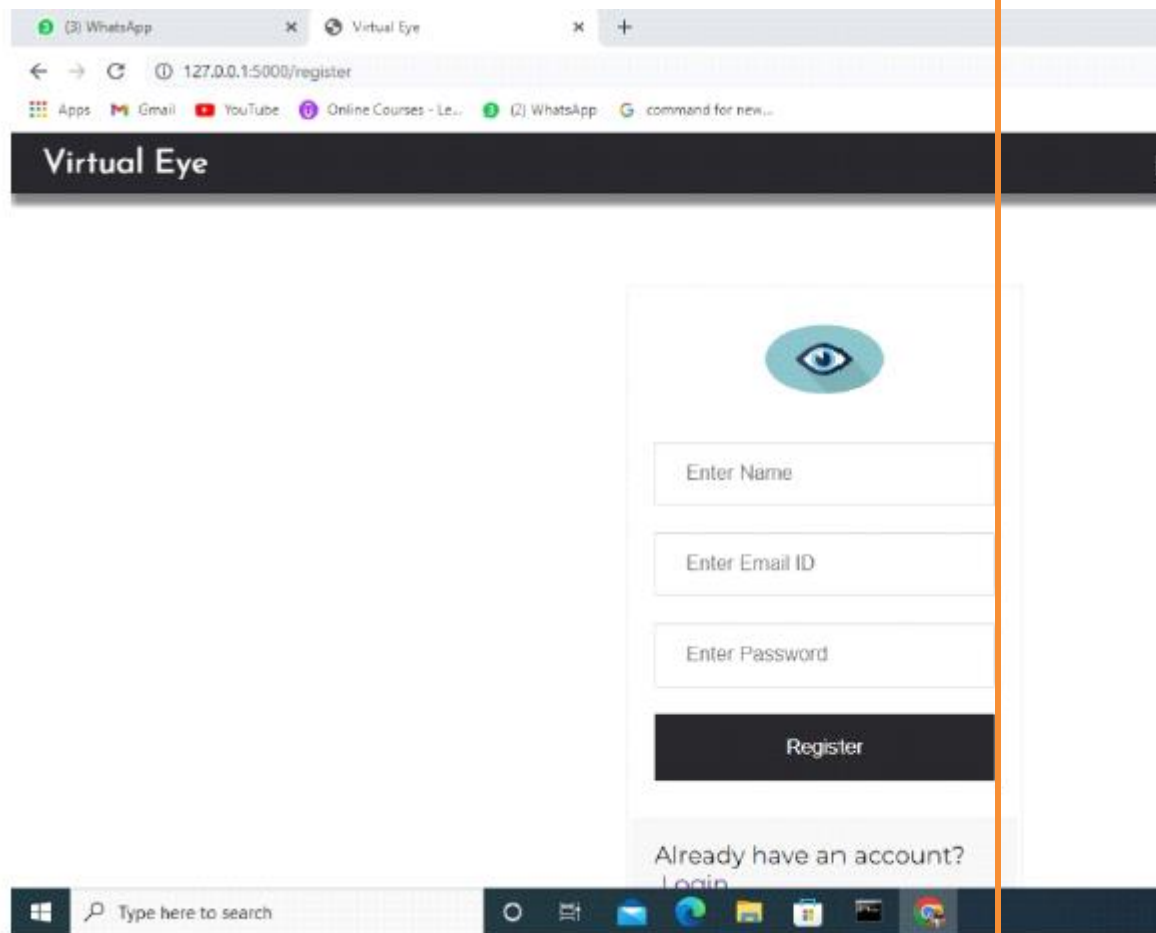 (3) WhatsApp
Virtual Eye
127.0.0.1:5000/register
Apps
Gmail
YouTube
Online Courses - Le...
(2) WhatsApp
command for new...
Virtual Eye
Enter Name
Enter Email ID
Enter Password
Register
Already have an account?
Login
Type here to search